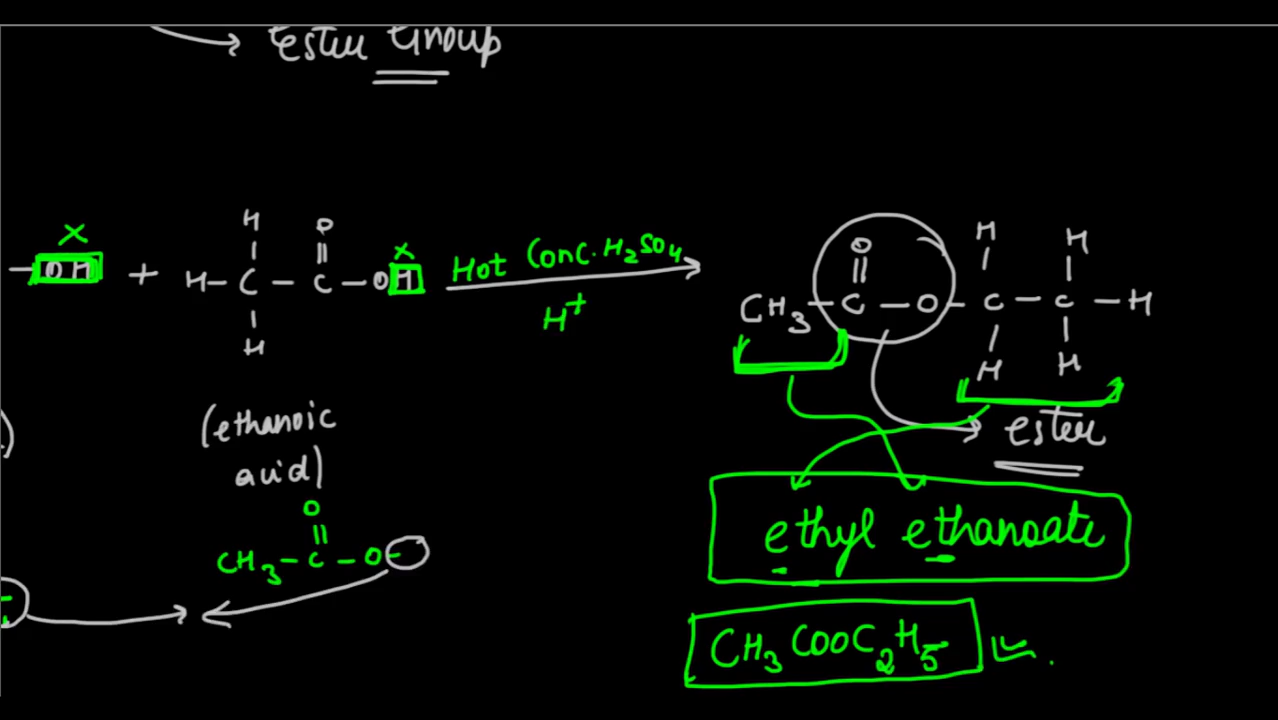 Ester Group
X
X
H H H
O O
-OH + H-C-C-OH Hot Conc. H2SO4 CH3-C-O-C-C-H
H+
H H H
(ethanoic acid)
ester
O
CH3-C-O-
ethyl ethanoate
CH3COOC2H5